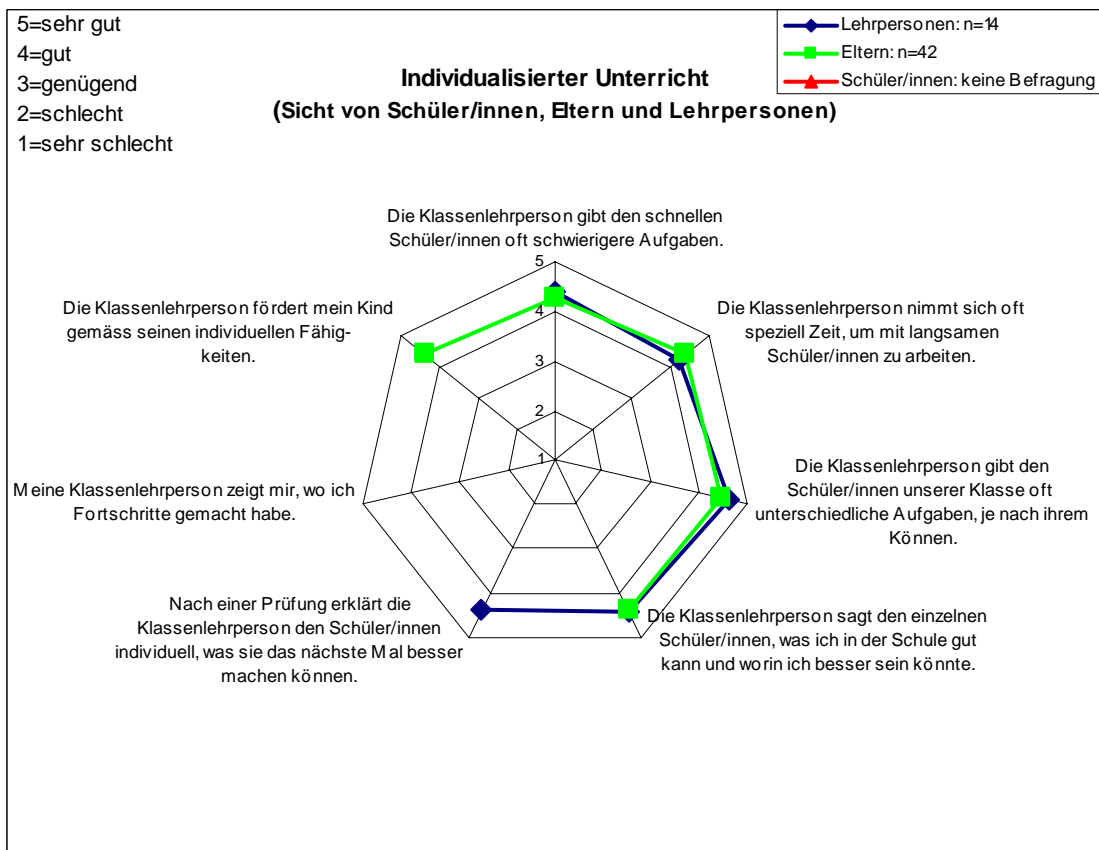 5=sehr gut
4=gut
3=genügend
2=schlecht
1=sehr schlecht
Lehrpersonen: n=14
Eltern: n=42
Schüler/innen: keine Befragung
Individualisierter Unterricht
(Sicht von Schüler/innen, Eltern und Lehrpersonen)
Die Klassenlehrperson gibt den schnellen
Schüler/innen oft schwierigere Aufgaben.
5
4
3
2
1
Die Klassenlehrperson nimmt sich oft
speziell Zeit, um mit langsamen
Schüler/innen zu arbeiten.
Die Klassenlehrperson gibt den
Schüler/innen unserer Klasse oft
unterschiedliche Aufgaben, je nach ihrem
Können.
Die Klassenlehrperson sagt den einzelnen
Schüler/innen, was ich in der Schule gut
kann und worin ich besser sein könnte.
Nach einer Prüfung erklärt die
Klassenlehrperson den Schüler/innen
individuell, was sie das nächste Mal besser
machen können.
Meine Klassenlehrperson zeigt mir, wo ich
Fortschritte gemacht habe.
Die Klassenlehrperson fördert mein Kind
gemäss seinen individuellen Fähig-
keiten.